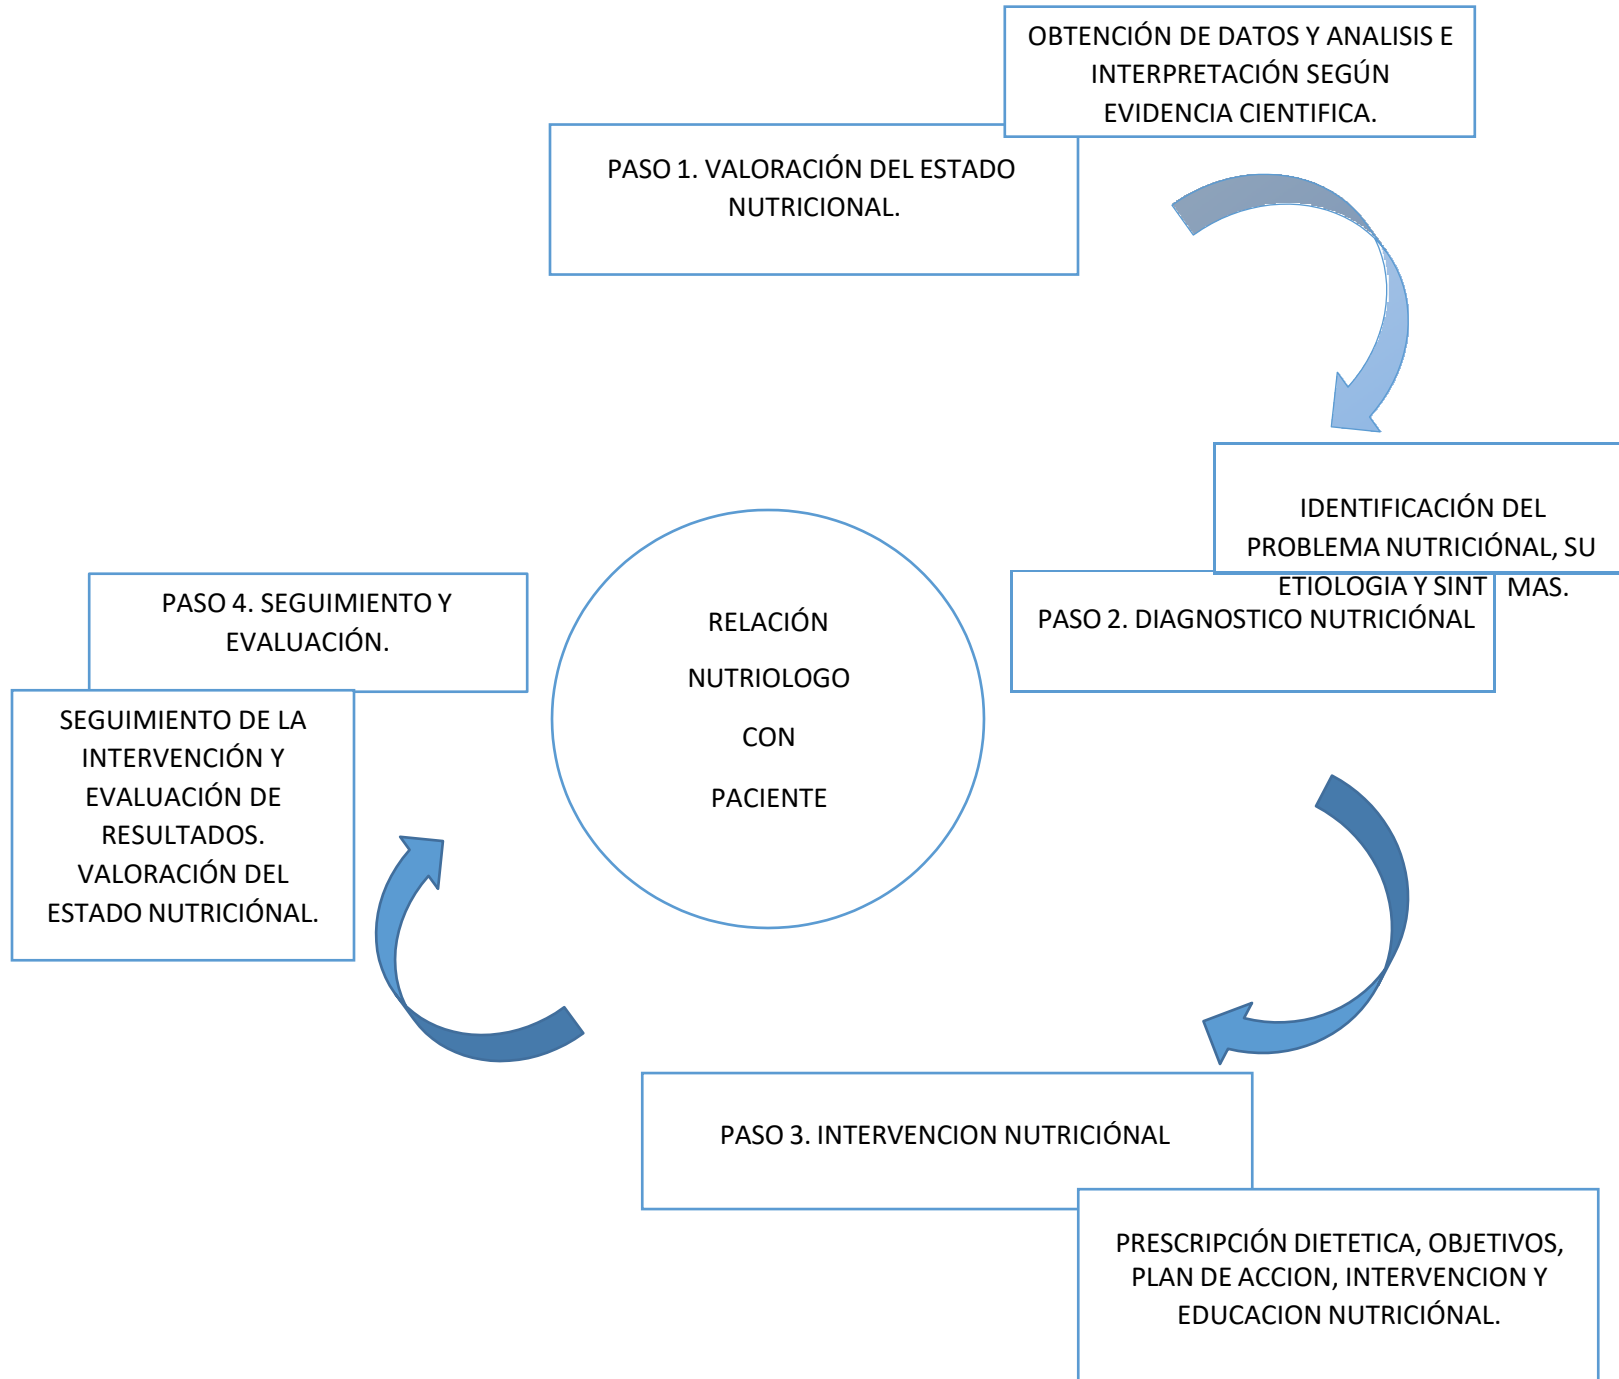 OBTENCIÓN DE DATOS Y ANALISIS E
INTERPRETACIÓN SEGÚN
EVIDENCIA CIENTIFICA.
PASO 1. VALORACIÓN DEL ESTADO
NUTRICIONAL.
IDENTIFICACIÓN DEL
PROBLEMA NUTRICIÓNAL, SU
ETIOLOGIA Y SINT MAS.
PASO 2. DIAGNOSTICO NUTRICIÓNAL
RELACIÓN
NUTRIOLOGO
CON
PACIENTE
PASO 4. SEGUIMIENTO Y
EVALUACIÓN.
SEGUIMIENTO DE LA
INTERVENCIÓN Y
EVALUACIÓN DE
RESULTADOS.
VALORACIÓN DEL
ESTADO NUTRICIÓNAL.
PASO 3. INTERVENCION NUTRICIÓNAL
PRESCRIPCIÓN DIETETICA, OBJETIVOS,
PLAN DE ACCION, INTERVENCION Y
EDUCACION NUTRICIÓNAL.